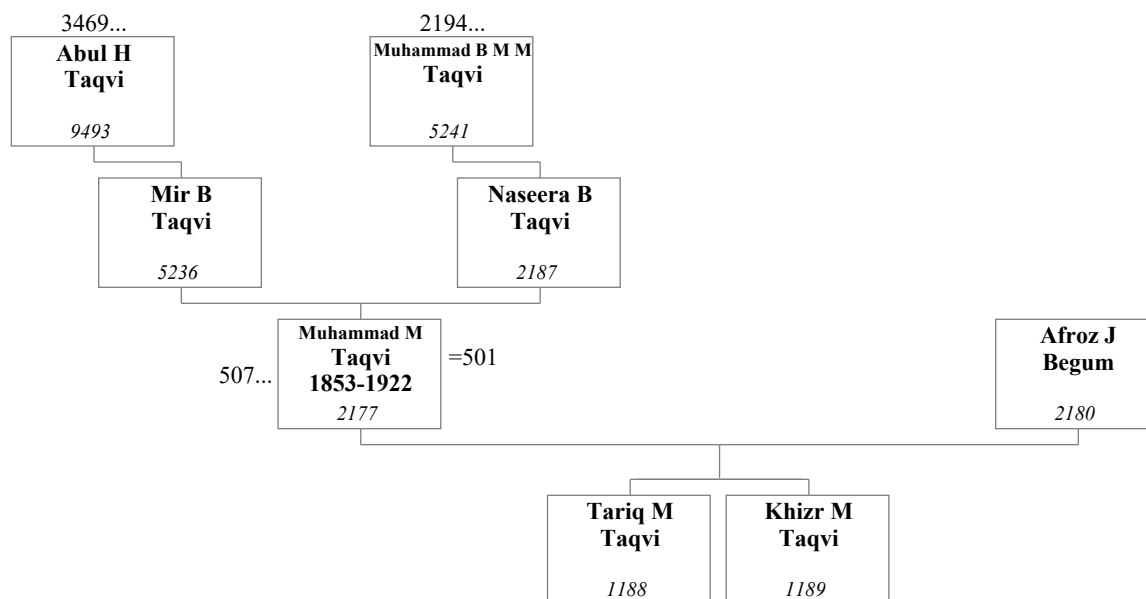 3469...
Abul H
Taqvi
9493
2194...
Muhammad B M M
Taqvi
5241
Mir B
Taqvi
5236
Naseera B
Taqvi
2187
507...
Muhammad M
Taqvi
1853-1922
2177
=501
Afroz J
Begum
2180
Tariq M
Taqvi
1188
Khizr M
Taqvi
1189